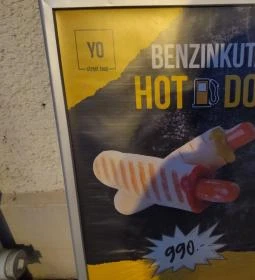 YO
street food
BENZINKUT
HOT DO
990.-